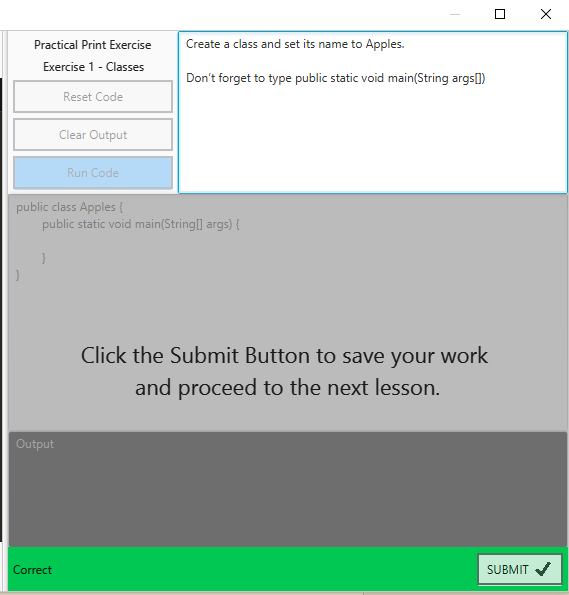 Practical Print Exercise
Exercise 1 - Classes
Reset Code
Clear Output
Run Code
Create a class and set its name to Apples.
Don't forget to type public static void main(String args[])
public class Apples {
public static void main(String[] args) {
}
}
Click the Submit Button to save your work
and proceed to the next lesson.
Output
Correct
SUBMIT